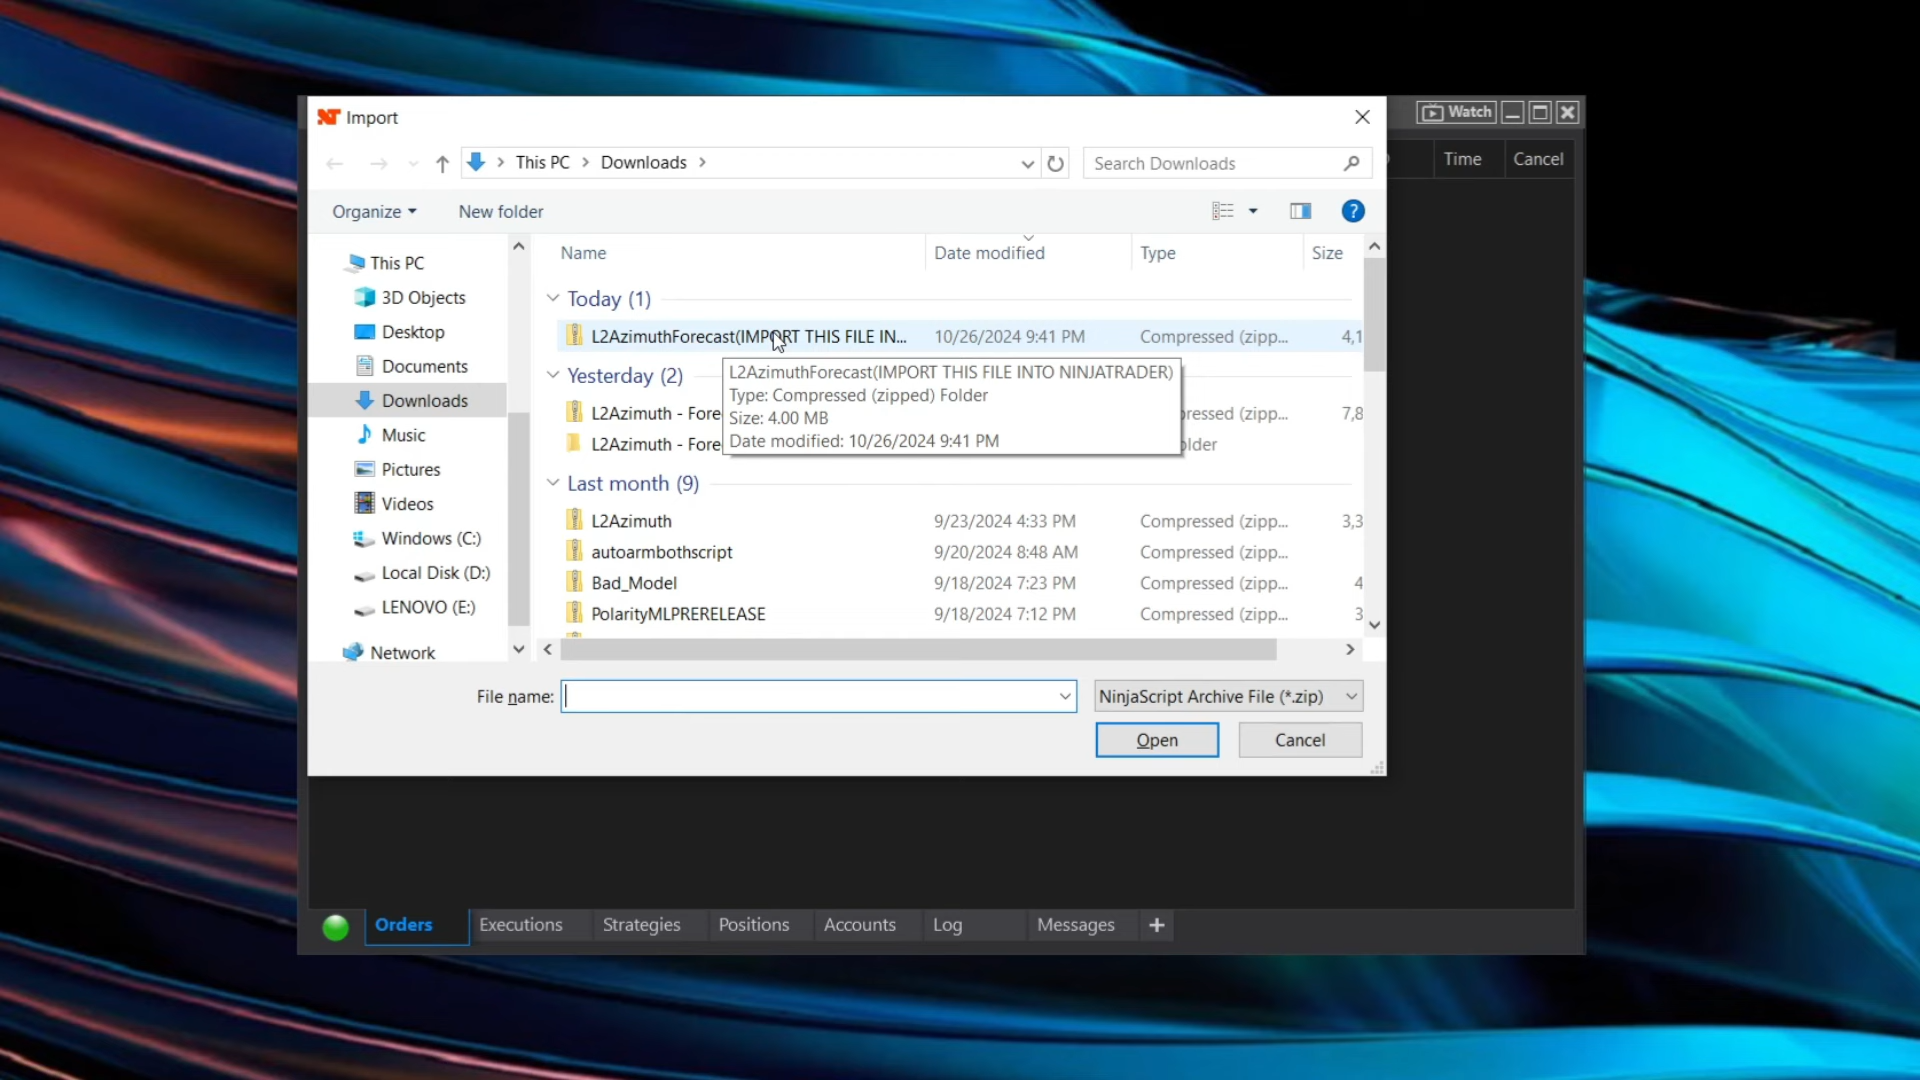 Import
Watch
This PC > Downloads >
Search Downloads
Time
Cancel
Organize
New folder
?
Name
Date modified
Type
Size
This PC
3D Objects
Desktop
Documents
Downloads
Music
Pictures
Videos
Windows (C:)
Local Disk (D:)
LENOVO (E:)
Network
Today (1)
L2AzimuthForecast(IMPORT THIS FILE IN... 10/26/2024 9:41 PM Compressed (zipp... 4,1
Yesterday (2)
L2Azimuth - Fore
pressed (zipp... 7,8
L2Azimuth - Fore
older
L2AzimuthForecast(IMPORT THIS FILE INTO NINJATRADER)
Type: Compressed (zipped) Folder
Size: 4.00 MB
Date modified: 10/26/2024 9:41 PM
Last month (9)
L2Azimuth 9/23/2024 4:33 PM Compressed (zipp... 3,3
autoarmbothscript 9/20/2024 8:48 AM Compressed (zipp...
Bad_Model 9/18/2024 7:23 PM Compressed (zipp... 4
PolarityMLPRERELEASE 9/18/2024 7:12 PM Compressed (zipp... 3
File name:
NinjaScript Archive File (*.zip)
Open
Cancel
Orders
Executions
Strategies
Positions
Accounts
Log
Messages
+